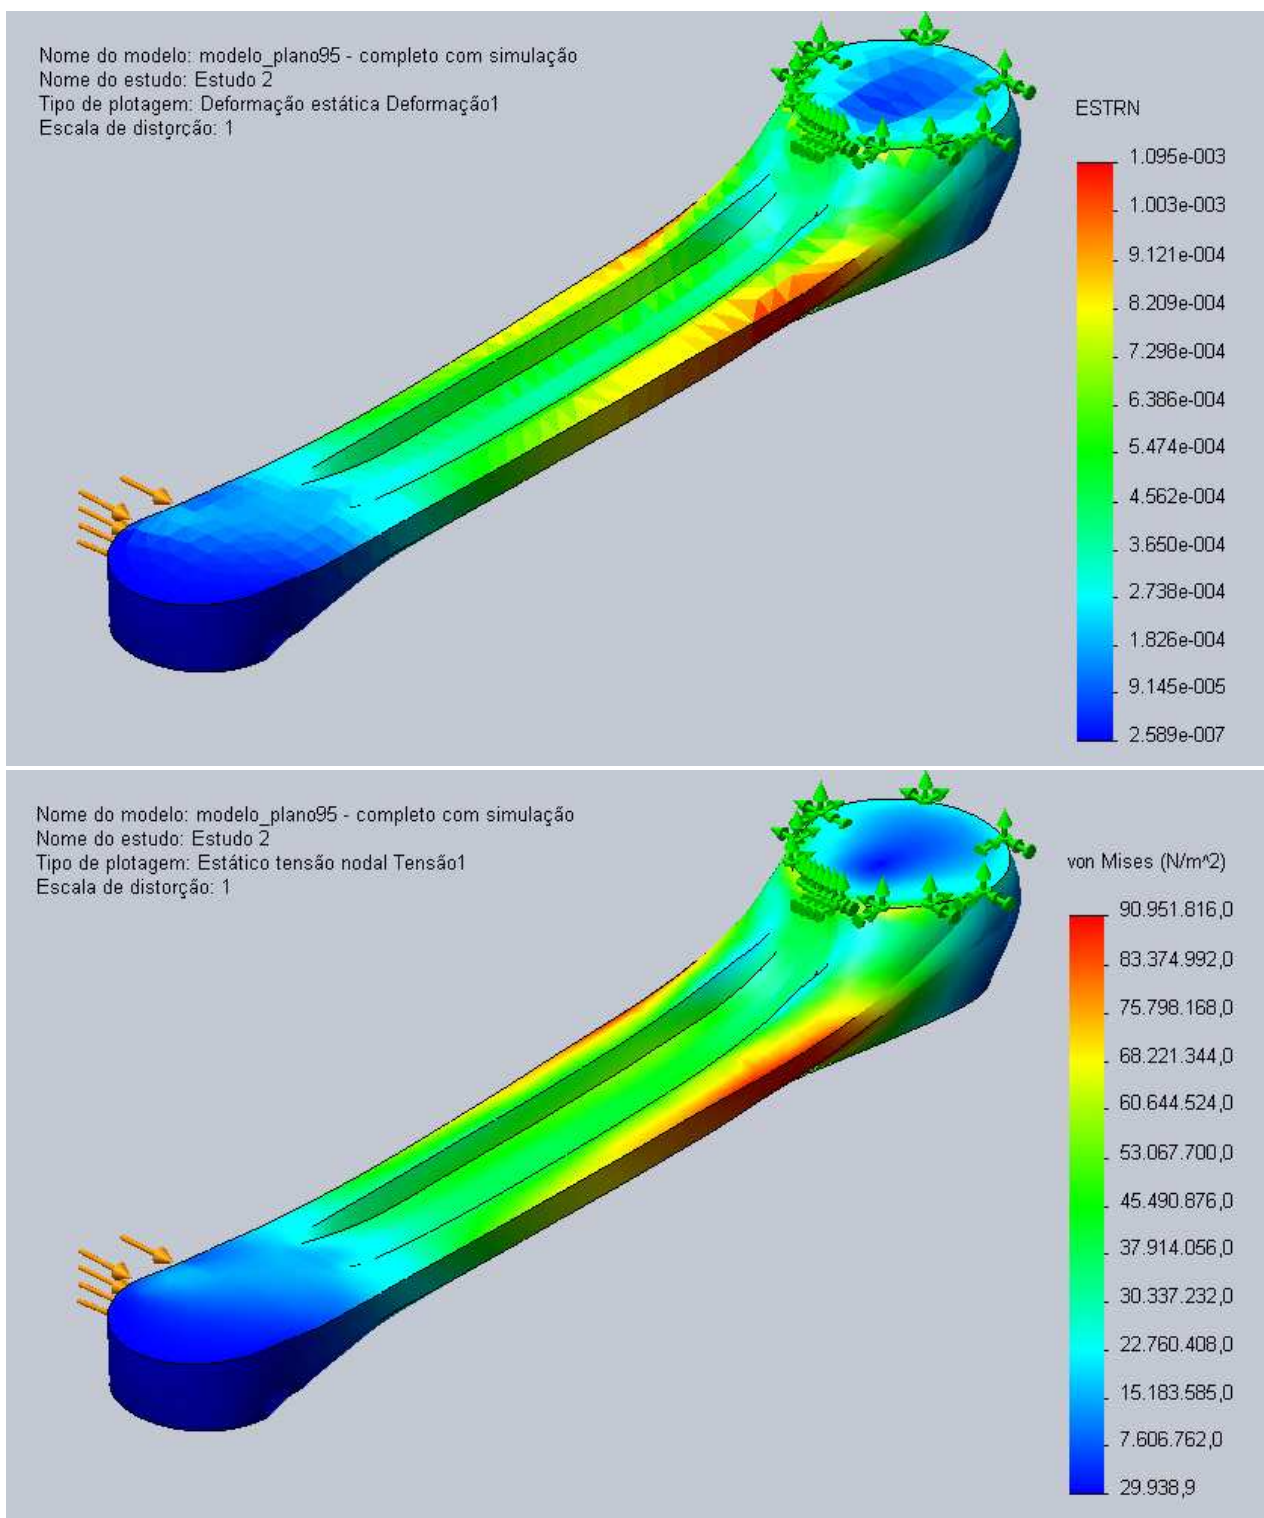 Nome do modelo: modelo_plano95 - completo com simulação
Nome do estudo: Estudo 2
Tipo de plotagem: Deformação estática Deformação1
Escala de distorção: 1
ESTRN
1.095e-003
1.003e-003
9.121e-004
8.209e-004
7.298e-004
6.386e-004
5.474e-004
4.562e-004
3.650e-004
2.738e-004
1.826e-004
9.145e-005
2.589e-007
Nome do modelo: modelo_plano95 - completo com simulação
Nome do estudo: Estudo 2
Tipo de plotagem: Estático tensão nodal Tensão1
Escala de distorção: 1
von Mises (N/m^2)
90.951.816,0
83.374.992,0
75.798.168,0
68.221.344,0
60.644.524,0
53.067.700,0
45.490.876,0
37.914.056,0
30.337.232,0
22.760.408,0
15.183.585,0
7.606.762,0
29.938,9